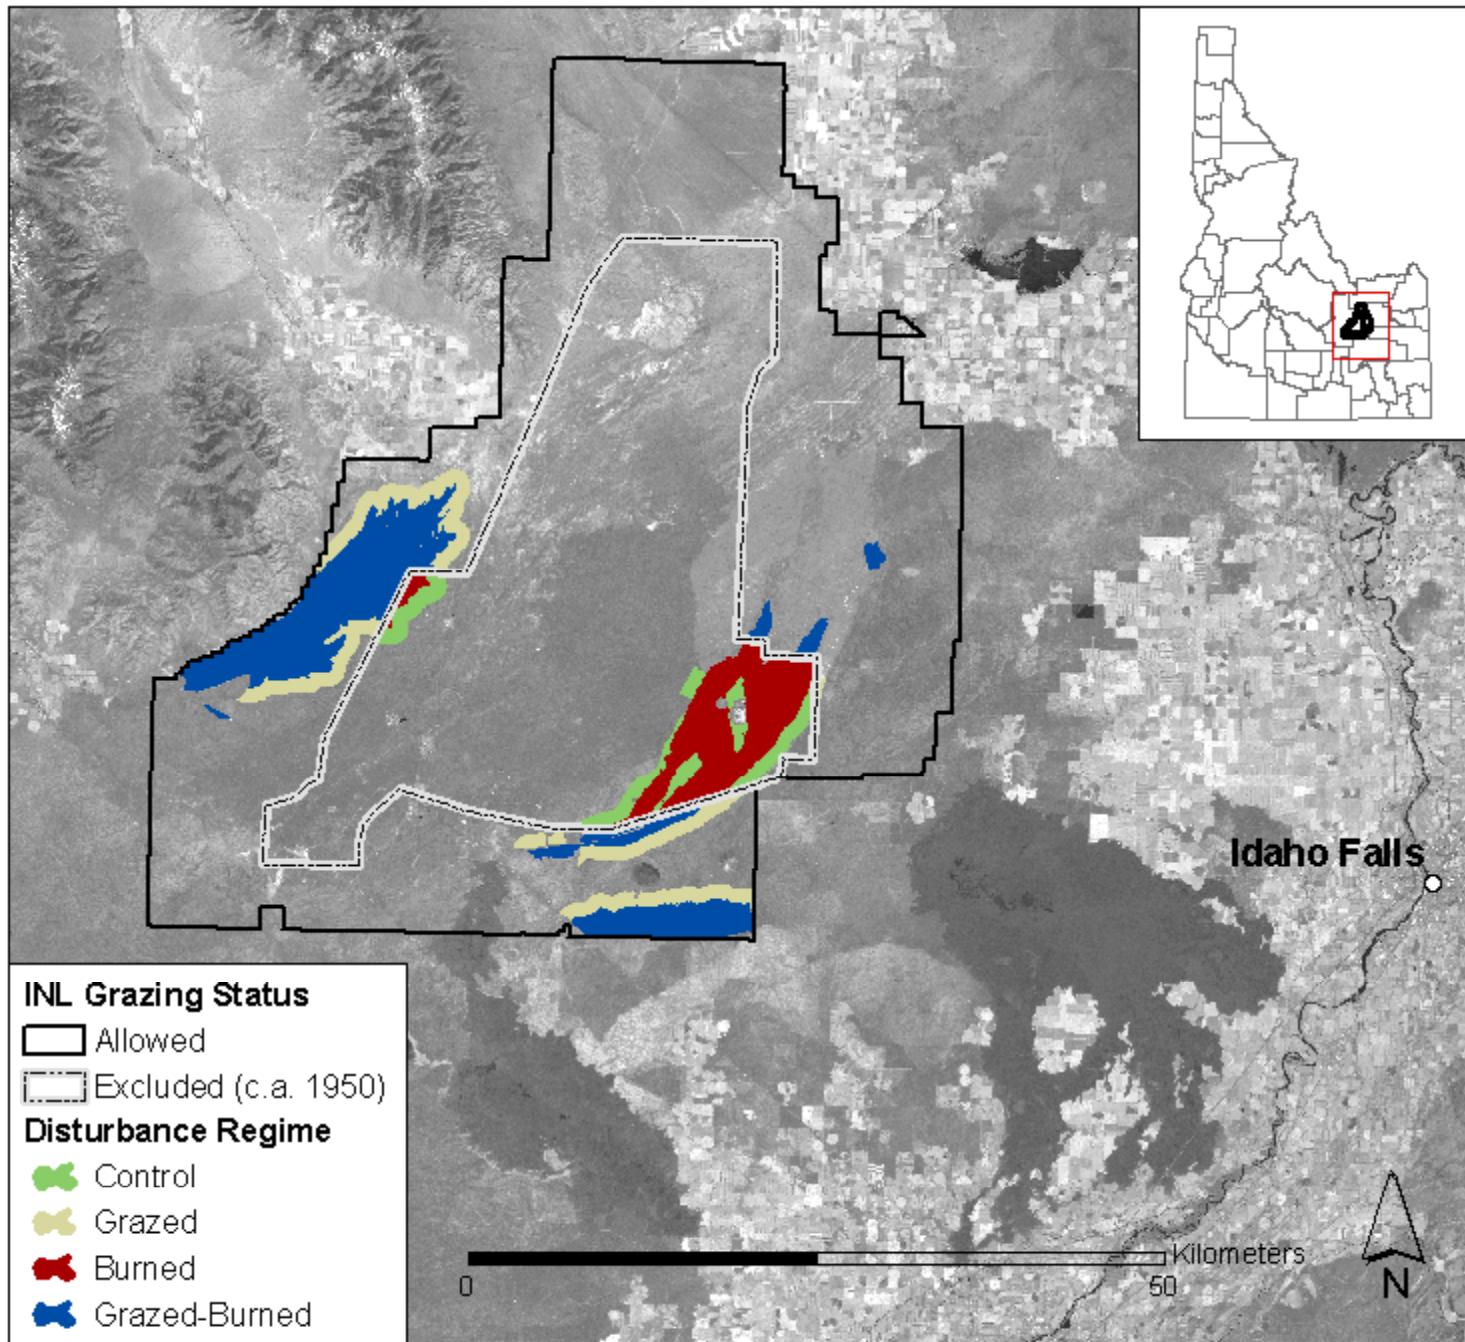 Idaho Falls
INL Grazing Status
Allowed
Excluded (c.a. 1950)
Disturbance Regime
Control
Grazed
Burned
Grazed-Burned
Kilometers
0
50
N